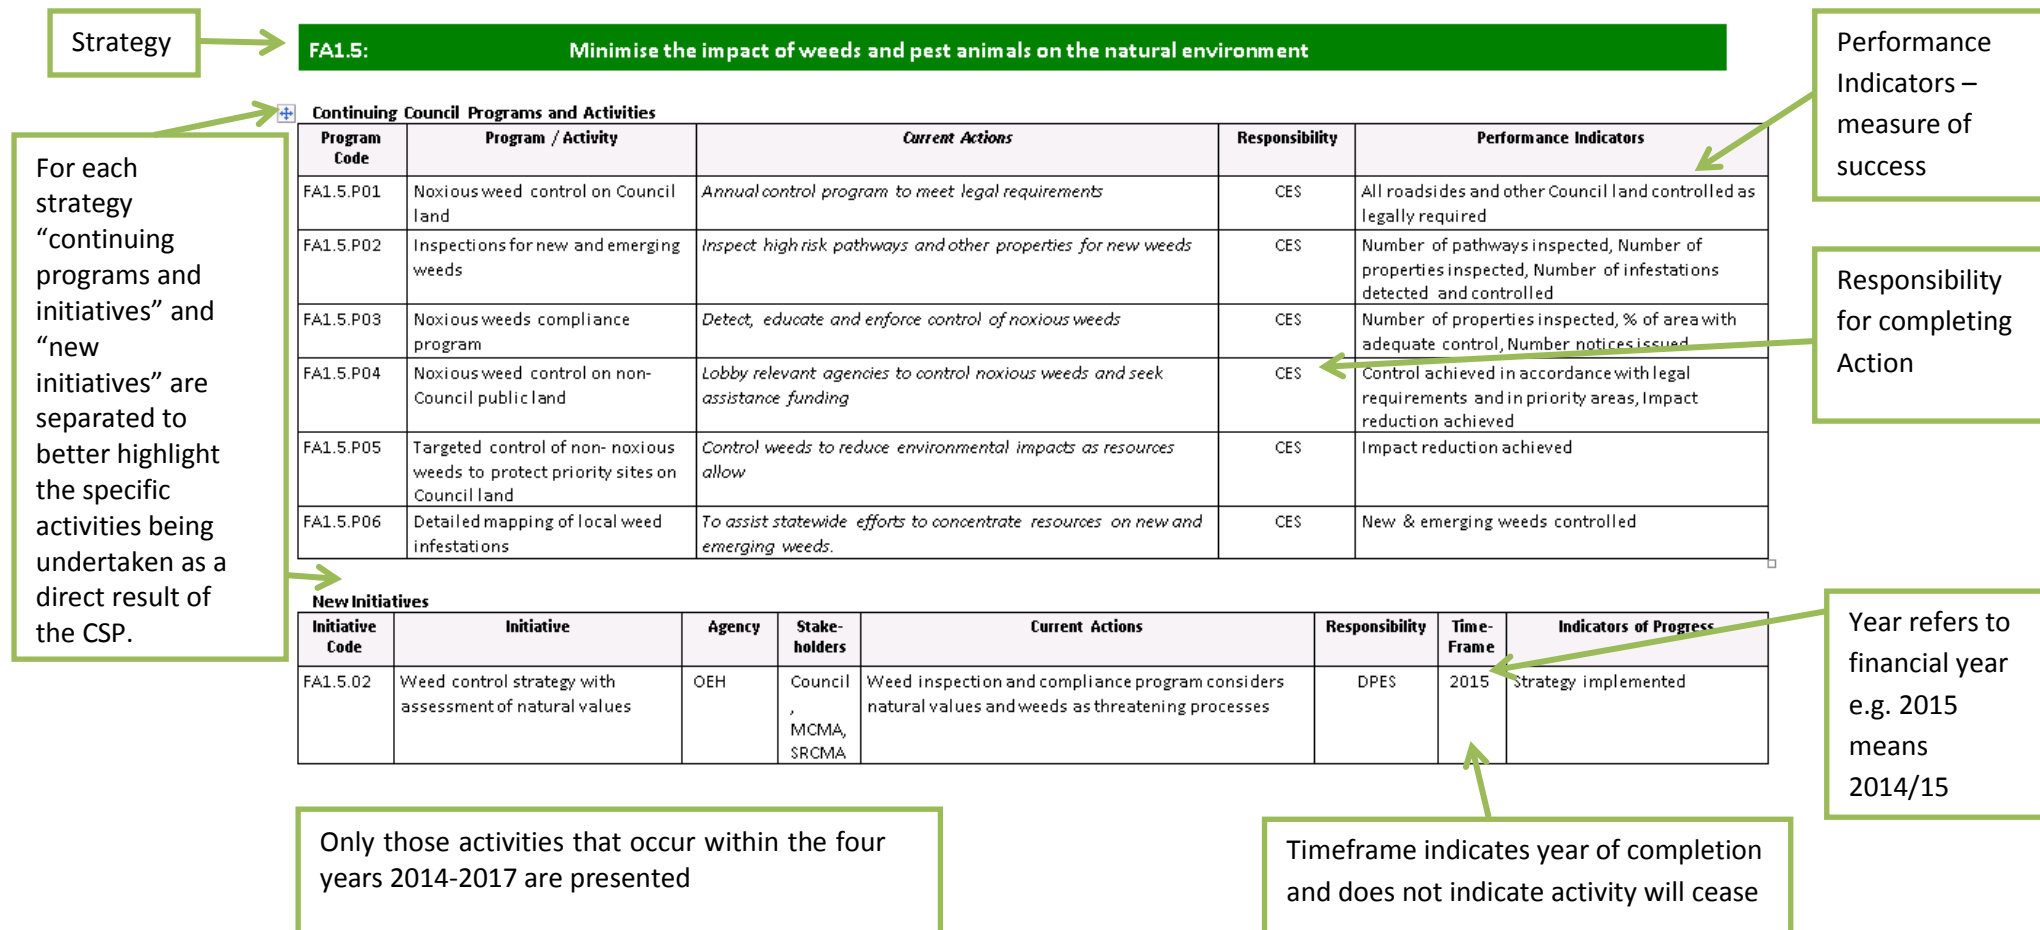 Strategy
FA1.5: Minimise the impact of weeds and pest animals on the natural environment
Performance
Indicators –
measure of
success
For each
strategy
“continuing
programs and
initiatives” and
“new
initiatives” are
separated to
better highlight
the specific
activities being
undertaken as a
direct result of
the CSP.
Continuing Council Programs and Activities
Program Code
Program / Activity
Current Actions
Responsibility
Performance Indicators
FA1.5.P01
Noxious weed control on Council
land
Annual control program to meet legal requirements
CES
All roadsides and other Council land controlled as
legally required
FA1.5.P02
Inspections for new and emerging
weeds
Inspect high risk pathways and other properties for new weeds
CES
Number of pathways inspected, Number of
properties inspected, Number of infestations
detected and controlled
FA1.5.P03
Noxious weeds compliance
program
Detect, educate and enforce control of noxious weeds
CES
Number of properties inspected, % of area with
adequate control, Number notices issued
FA1.5.P04
Noxious weed control on non-
Council public land
Lobby relevant agencies to control noxious weeds and seek
assistance funding
CES
Control achieved in accordance with legal
requirements and in priority areas, Impact
reduction achieved
FA1.5.P05
Targeted control of non- noxious
weeds to protect priority sites on
Council land
Control weeds to reduce environmental impacts as resources
allow
CES
Impact reduction achieved
FA1.5.P06
Detailed mapping of local weed
infestations
To assist statewide efforts to concentrate resources on new and
emerging weeds.
CES
New & emerging weeds controlled
Responsibility
for completing
Action
New Initiatives
Initiative
Code
Initiative
Agency
Stake-
holders
Current Actions
Responsibility
Time-
Frame
Indicators of Progress
FA1.5.02
Weed control strategy with
assessment of natural values
OEH
Council
,
MCMA,
SRCMA
Weed inspection and compliance program considers
natural values and weeds as threatening processes
DPES
2015
Strategy implemented
Year refers to
financial year
e.g. 2015
means
2014/15
Only those activities that occur within the four
years 2014-2017 are presented
Timeframe indicates year of completion
and does not indicate activity will cease